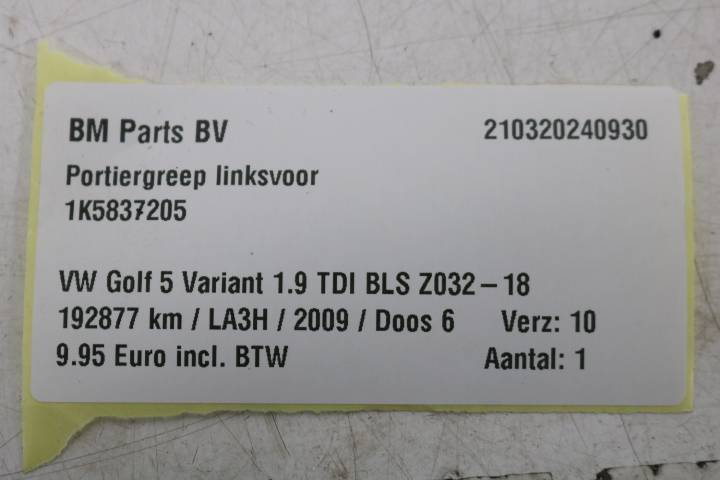 BM Parts BV 210320240930
Portiergreep linksvoor
1K5837205
VW Golf 5 Variant 1.9 TDI BLS Z032-18
192877 km / LA3H / 2009 / Doos 6 Verz: 10
9.95 Euro incl. BTW Aantal: 1